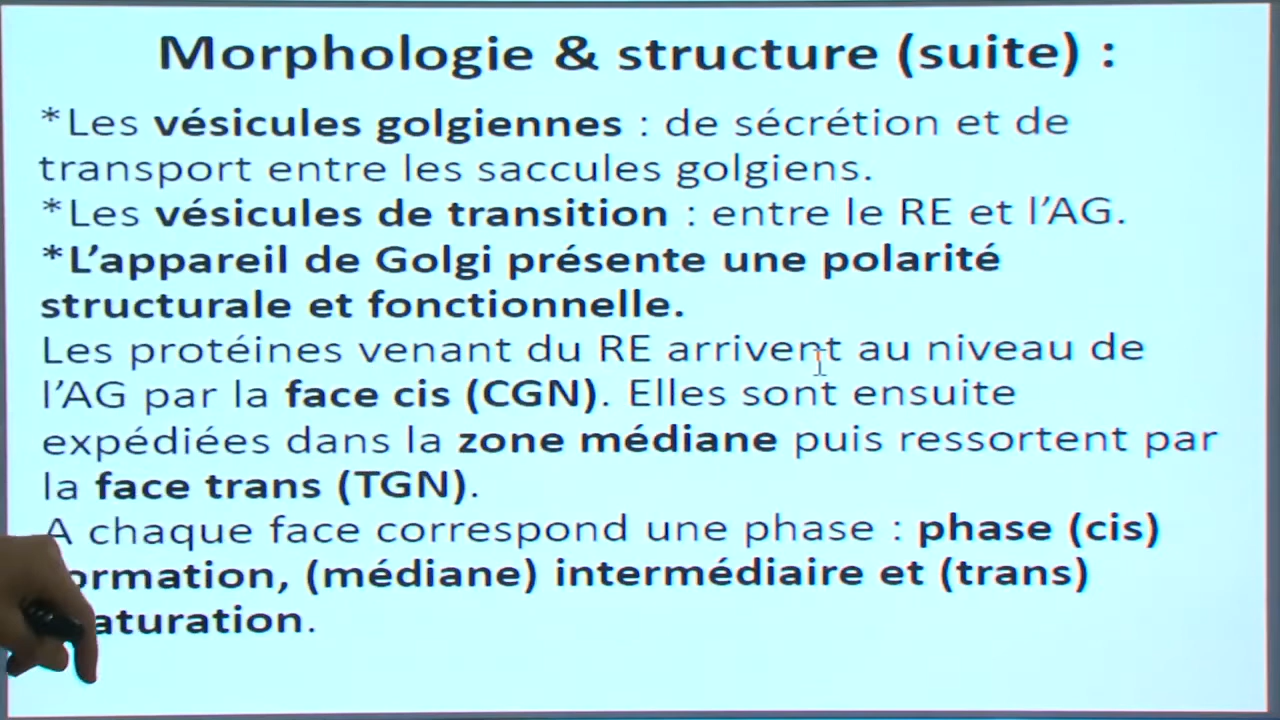 Morphologie & structure (suite) :
*Les vésicules golgiennes : de sécrétion et de
transport entre les saccules golgiens.
*Les vésicules de transition : entre le RE et l'AG.
*L'appareil de Golgi présente une polarité
structurale et fonctionnelle.
Les protéines venant du RE arrivent au niveau de
l'AG par la face cis (CGN). Elles sont ensuite
expédiées dans la zone médiane puis ressortent par
la face trans (TGN).
A chaque face correspond une phase : phase (cis)
ormation, (médiane) intermédiaire et (trans)
aturation.